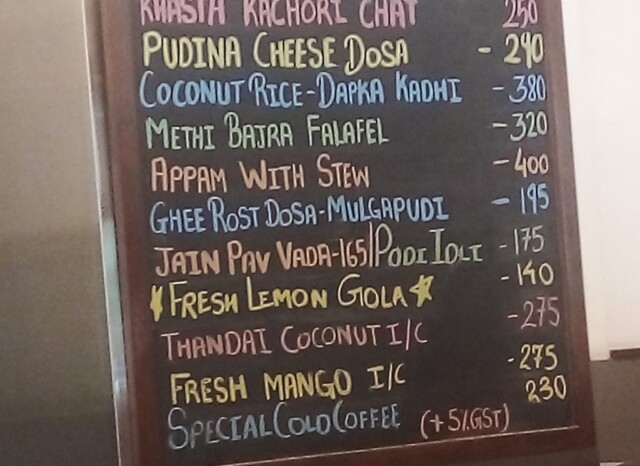 KHASTA KACHORI CHAT 250
PUDINA CHEESE DOSA - 290
COCONUT RICE-DAPKA KADHI - 380
METHI BAJRA FALAFEL - 320
APPAM WITH STEW - 400
GHEE ROST DOSA-MULGAPUDI - 195
JAIN PAV VADA-165|PODI IDLI - 175
FRESH LEMON GOLA - 140
THANDAI COCONUT I/C - 275
FRESH MANGO I/C - 275
SPECIAL COLD COFFEE 230
(+5%GST)